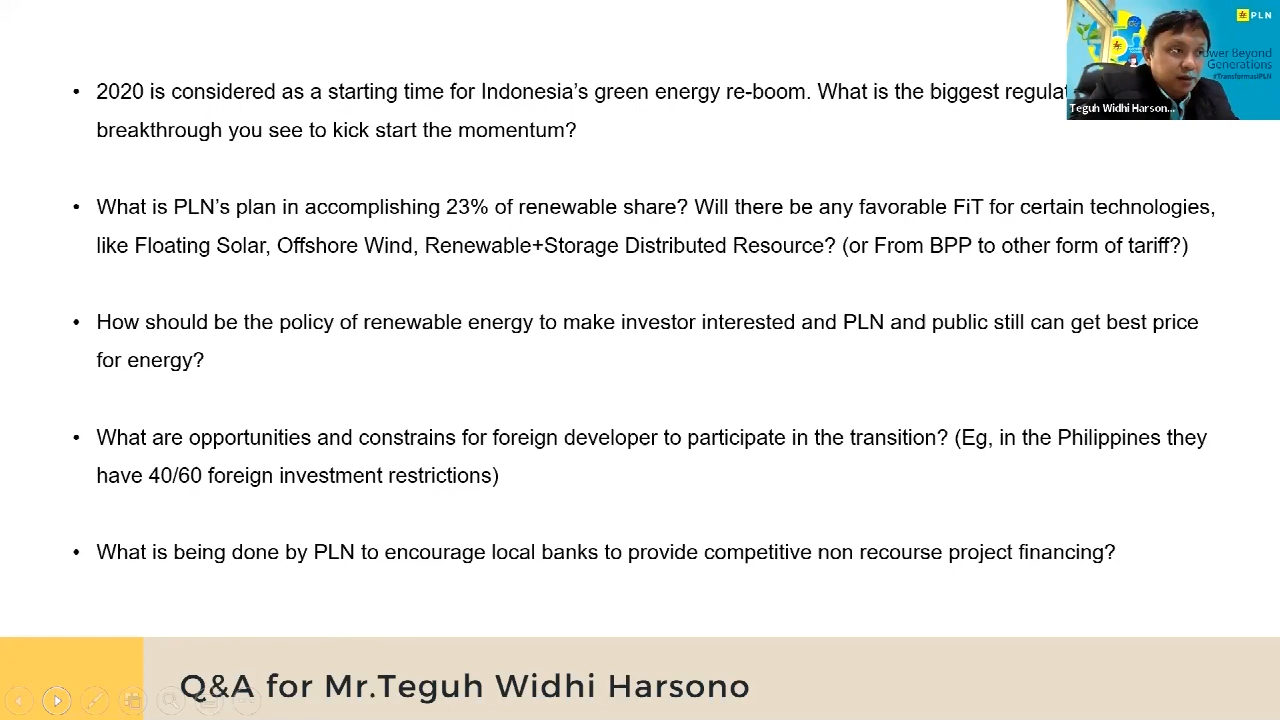 PLN
ower Beyond
Generations
#TransformasiPLN
Teguh Widhi Harson...
• 2020 is considered as a starting time for Indonesia’s green energy re-boom. What is the biggest regulat
breakthrough you see to kick start the momentum?
• What is PLN’s plan in accomplishing 23% of renewable share? Will there be any favorable FiT for certain technologies,
like Floating Solar, Offshore Wind, Renewable+Storage Distributed Resource? (or From BPP to other form of tariff?)
• How should be the policy of renewable energy to make investor interested and PLN and public still can get best price
for energy?
• What are opportunities and constrains for foreign developer to participate in the transition? (Eg, in the Philippines they
have 40/60 foreign investment restrictions)
• What is being done by PLN to encourage local banks to provide competitive non recourse project financing?
Q&A for Mr.Teguh Widhi Harsono